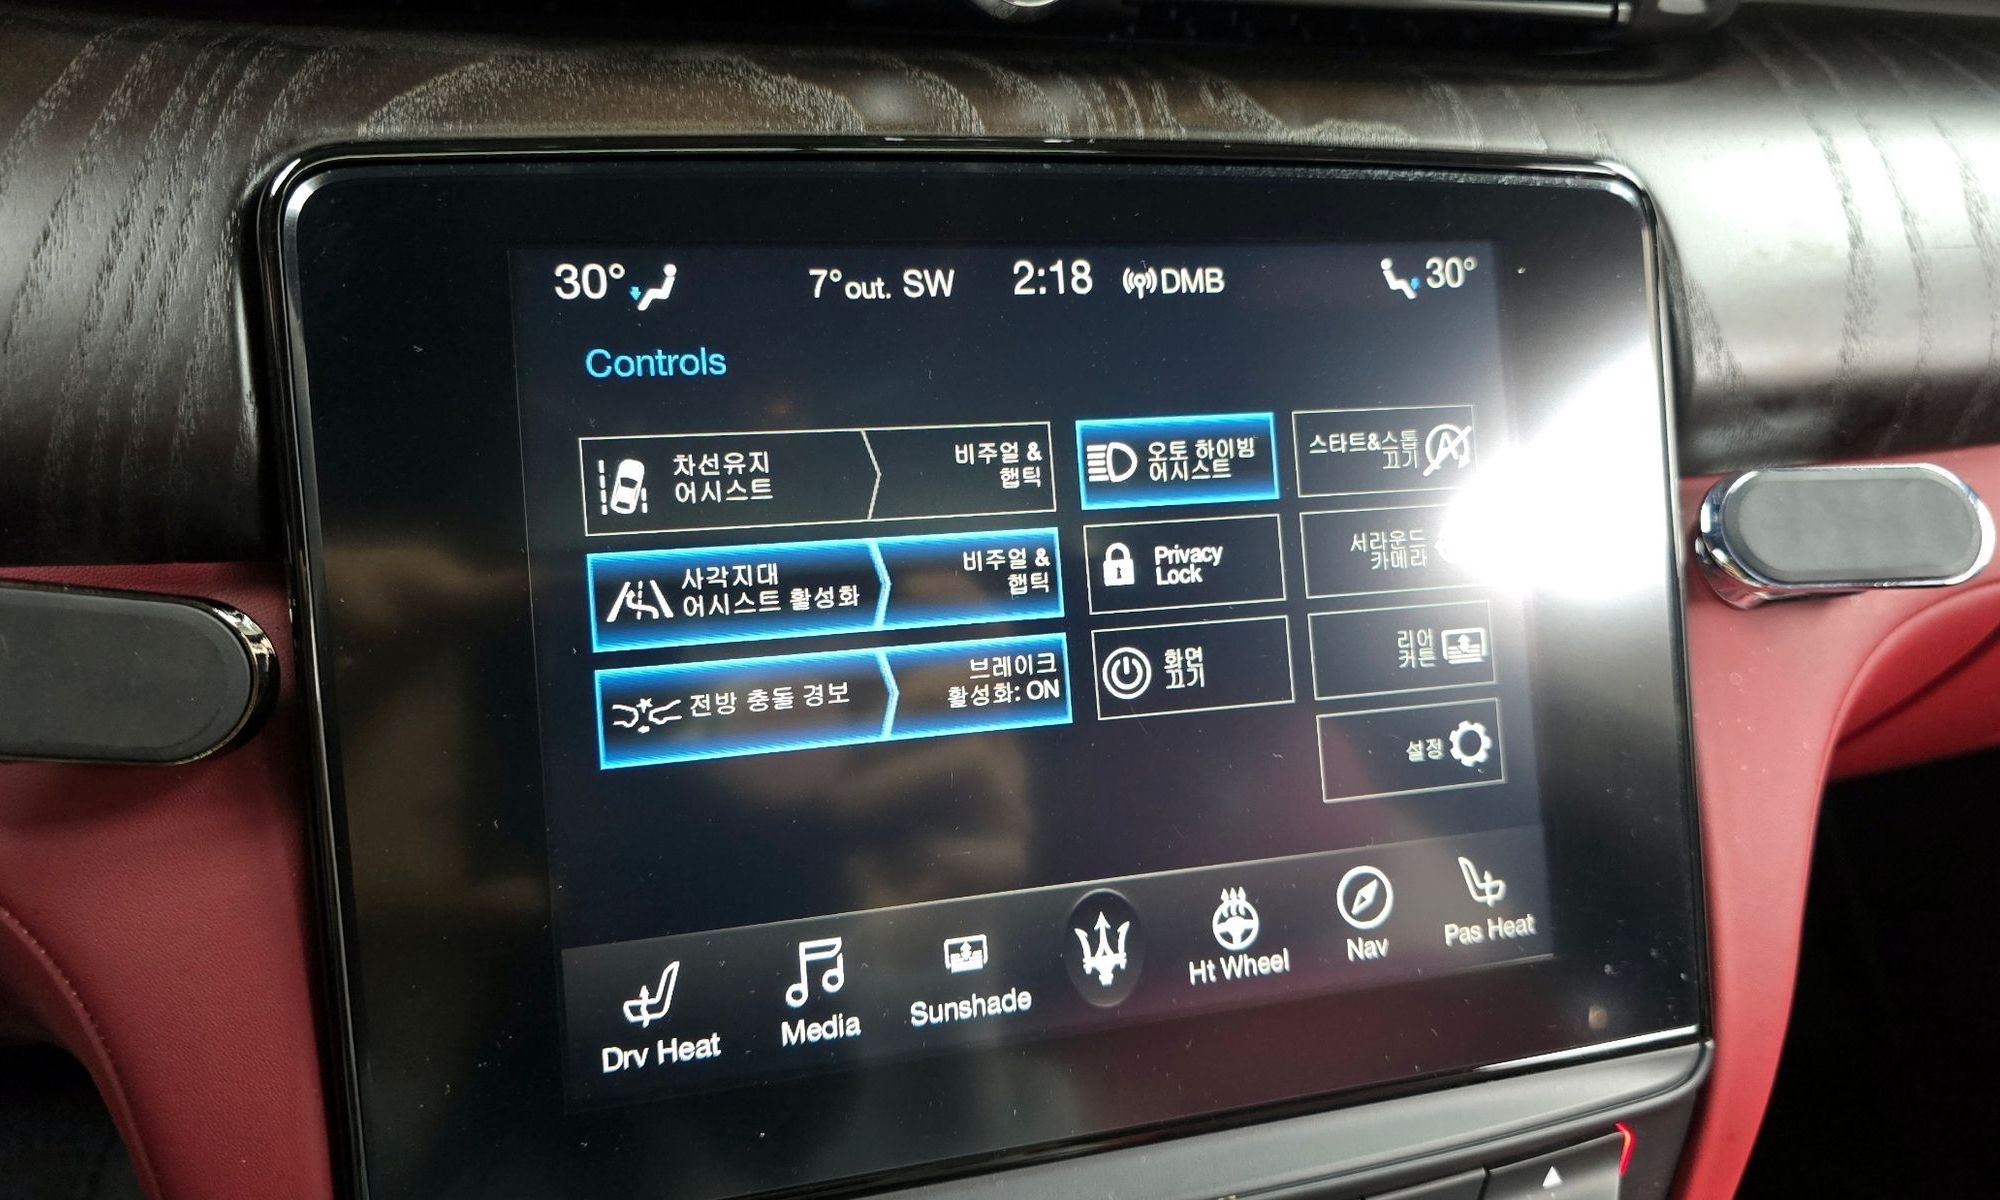 30°
7°out. SW
2:18
DMB
30°
Controls
차선유지
어시스트
비주얼 &
햅틱
오토 하이빔
어시스트
스타트&스톱
끄기
사각지대
어시스트 활성화
비주얼 &
햅틱
Privacy
Lock
서라운드
카메라
전방 충돌 경보
브레이크
활성화: ON
화면
끄기
리어
커튼
설정
Drv Heat
Media
Sunshade
Ht Wheel
Nav
Pas Heat